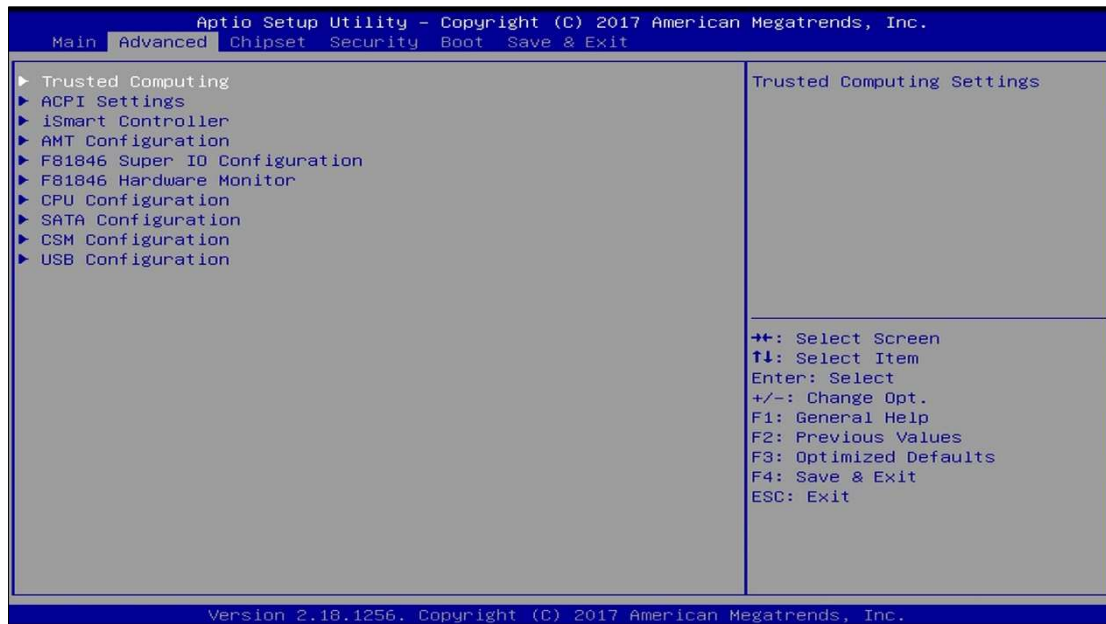 Aptio Setup Utility – Copyright (C) 2017 American Megatrends, Inc.
Main Advanced Chipset Security Boot Save & Exit
▶ Trusted Computing
▶ ACPI Settings
▶ iSmart Controller
▶ AMT Configuration
▶ F81846 Super IO Configuration
▶ F81846 Hardware Monitor
▶ CPU Configuration
▶ SATA Configuration
▶ CSM Configuration
▶ USB Configuration
Trusted Computing Settings
→←: Select Screen
↑↓: Select Item
Enter: Select
+/-: Change Opt.
F1: General Help
F2: Previous Values
F3: Optimized Defaults
F4: Save & Exit
ESC: Exit
Version 2.18.1256. Copyright (C) 2017 American Megatrends, Inc.